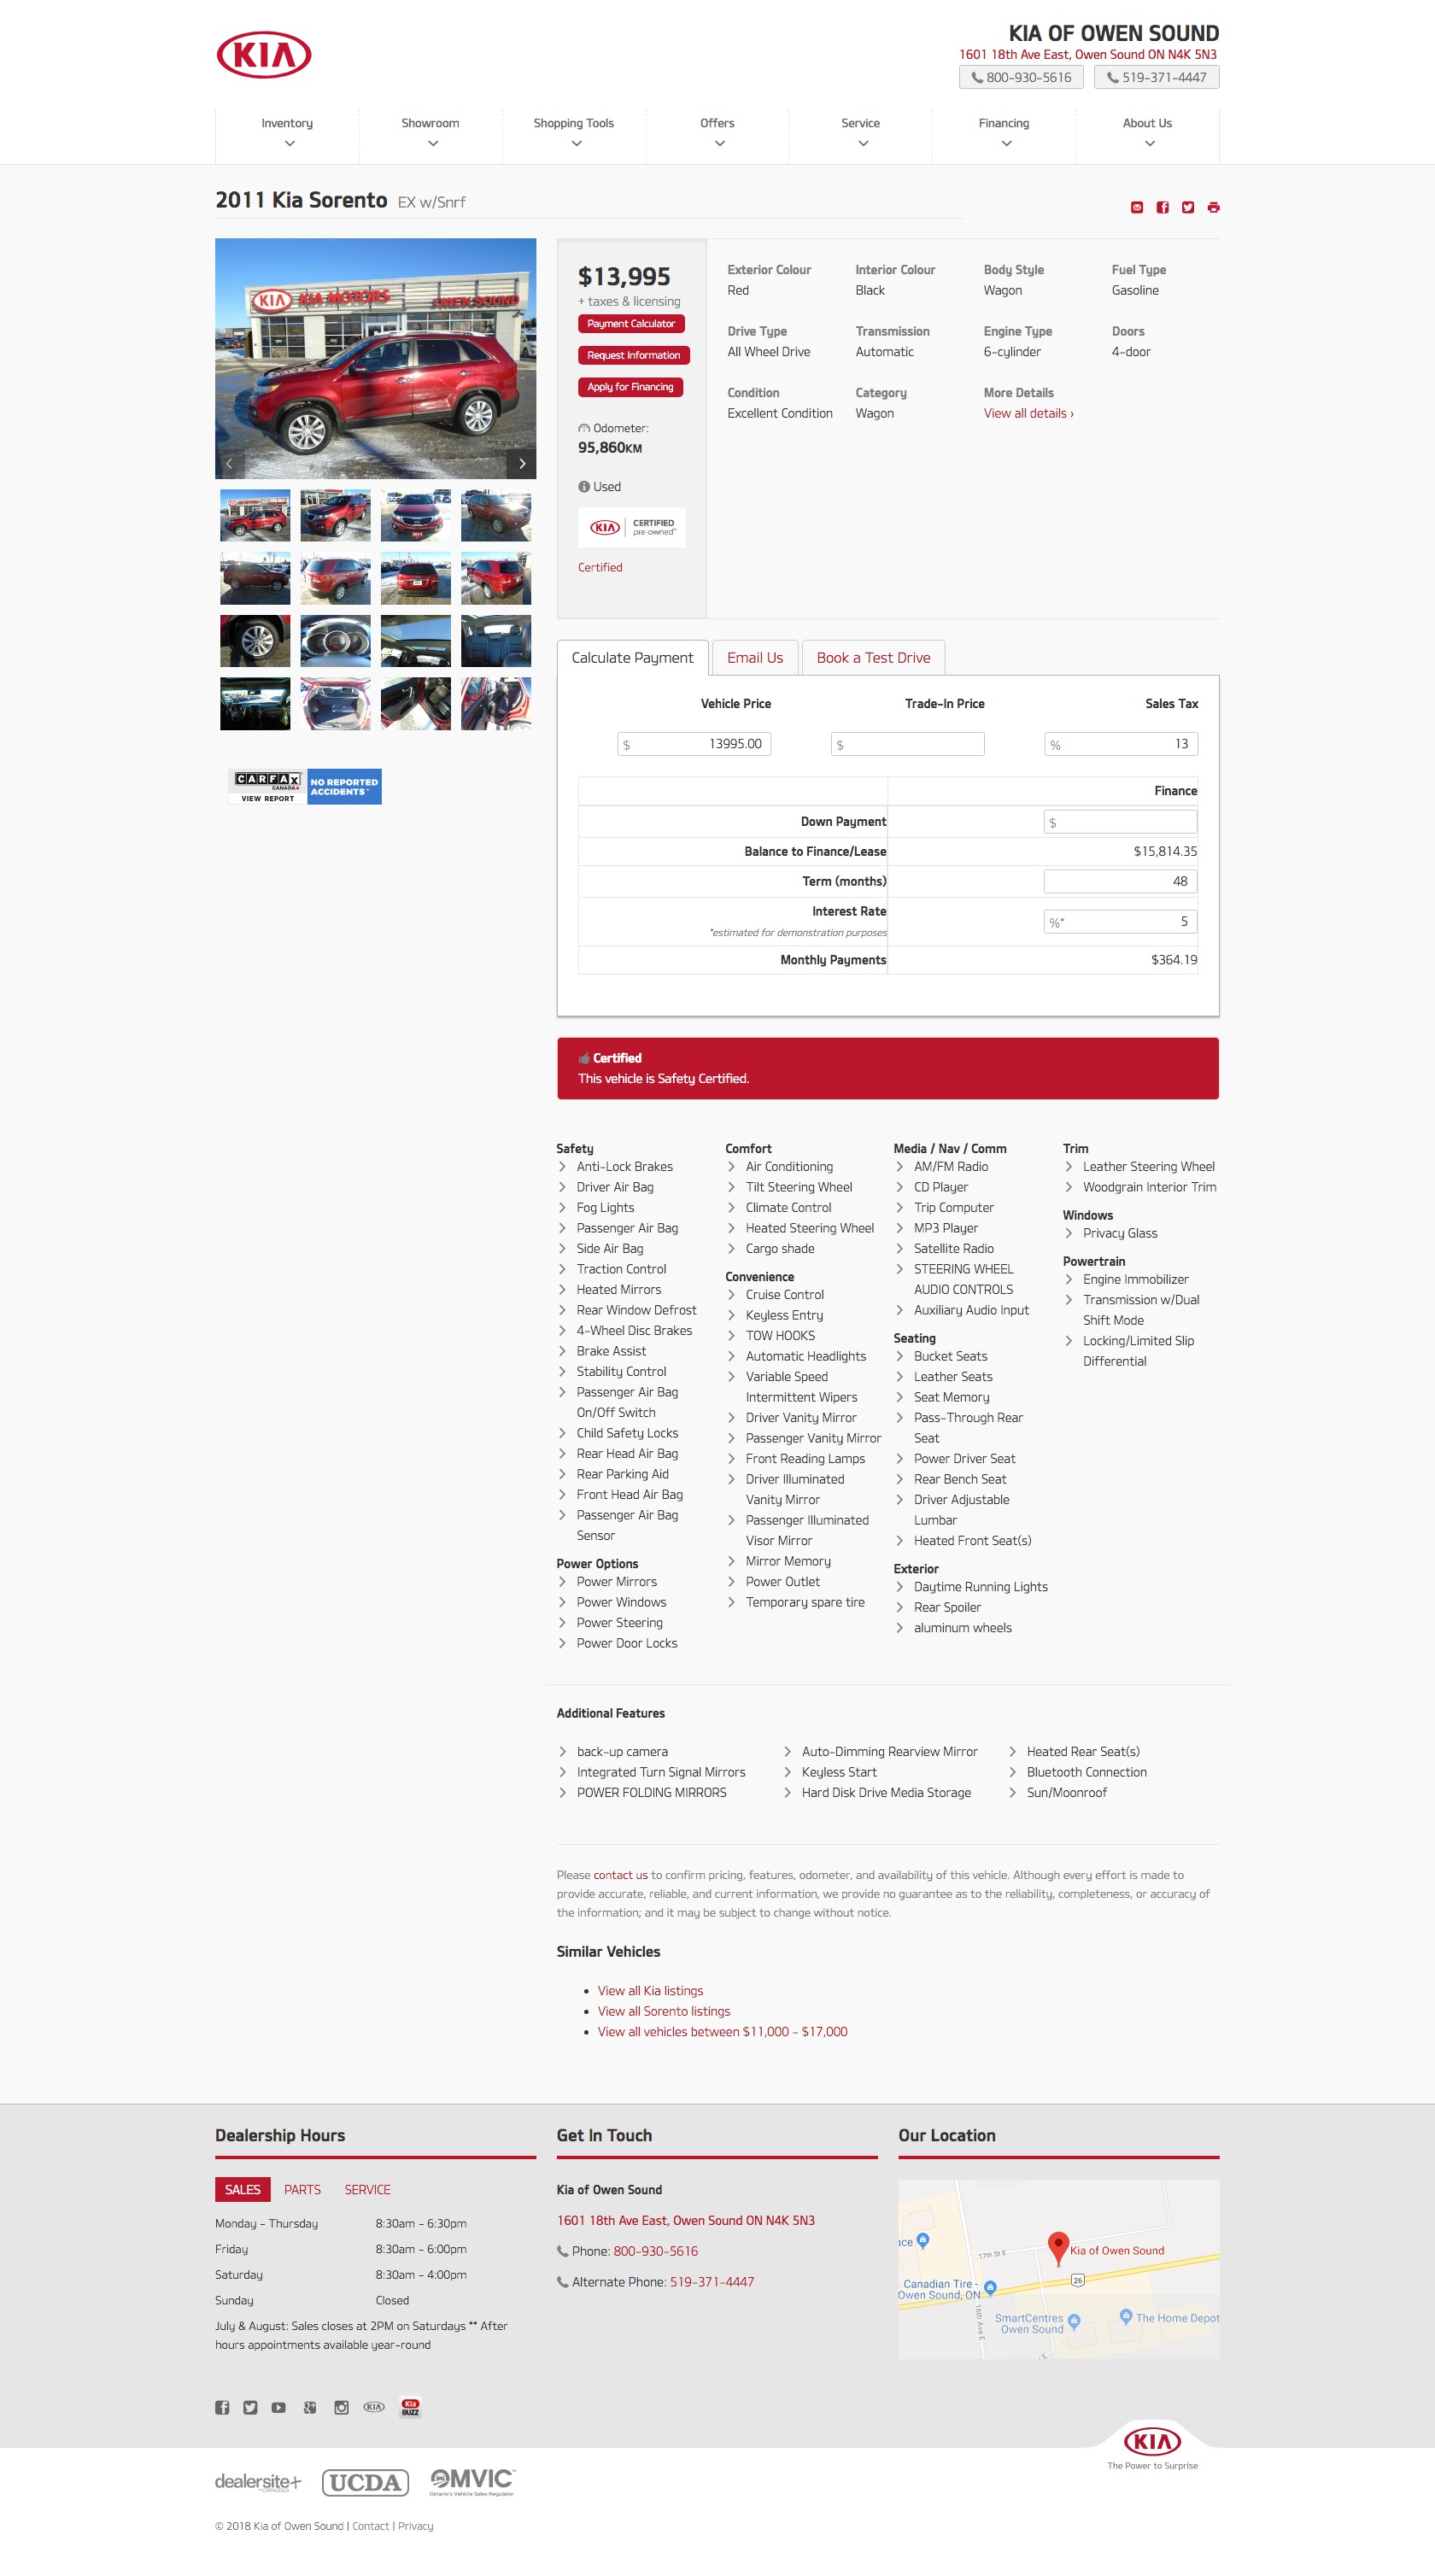 KIA
KIA OF OWEN SOUND
1601 18th Ave East, Owen Sound ON N4K 5N3
800-930-5616
519-371-4447
Inventory
Showroom
Shopping Tools
Offers
Service
Financing
About Us
2011 Kia Sorento EX w/Snrf
KIA KIA MOTORS OWEN SOUND
$13,995
+ taxes & licensing
Payment Calculator
Request Information
Apply for Financing
Odometer:
95,860KM
Used
KIA CERTIFIED
pre-owned
Certified
Exterior Colour
Red
Interior Colour
Black
Body Style
Wagon
Fuel Type
Gasoline
Drive Type
All Wheel Drive
Transmission
Automatic
Engine Type
6-cylinder
Doors
4-door
Condition
Excellent Condition
Category
Wagon
More Details
View all details ›
CARFAX
CANADA
VIEW REPORT
NO REPORTED
ACCIDENTS™
Calculate Payment
Email Us
Book a Test Drive
Vehicle Price
Trade-In Price
Sales Tax
$ 13995.00
$
% 13
Finance
Down Payment $
Balance to Finance/Lease $15,814.35
Term (months) 48
Interest Rate
*estimated for demonstration purposes
%* 5
Monthly Payments $364.19
Certified
This vehicle is Safety Certified.
Safety
Anti-Lock Brakes
Driver Air Bag
Fog Lights
Passenger Air Bag
Side Air Bag
Traction Control
Heated Mirrors
Rear Window Defrost
4-Wheel Disc Brakes
Brake Assist
Stability Control
Passenger Air Bag
On/Off Switch
Child Safety Locks
Rear Head Air Bag
Rear Parking Aid
Front Head Air Bag
Passenger Air Bag
Sensor
Power Options
Power Mirrors
Power Windows
Power Steering
Power Door Locks
Comfort
Air Conditioning
Tilt Steering Wheel
Climate Control
Heated Steering Wheel
Cargo shade
Convenience
Cruise Control
Keyless Entry
TOW HOOKS
Automatic Headlights
Variable Speed
Intermittent Wipers
Driver Vanity Mirror
Passenger Vanity Mirror
Front Reading Lamps
Driver Illuminated
Vanity Mirror
Passenger Illuminated
Visor Mirror
Mirror Memory
Power Outlet
Temporary spare tire
Media / Nav / Comm
AM/FM Radio
CD Player
Trip Computer
MP3 Player
Satellite Radio
STEERING WHEEL
AUDIO CONTROLS
Auxiliary Audio Input
Seating
Bucket Seats
Leather Seats
Seat Memory
Pass-Through Rear
Seat
Power Driver Seat
Rear Bench Seat
Driver Adjustable
Lumbar
Heated Front Seat(s)
Exterior
Daytime Running Lights
Rear Spoiler
aluminum wheels
Trim
Leather Steering Wheel
Woodgrain Interior Trim
Windows
Privacy Glass
Powertrain
Engine Immobilizer
Transmission w/Dual
Shift Mode
Locking/Limited Slip
Differential
Additional Features
back-up camera
Integrated Turn Signal Mirrors
POWER FOLDING MIRRORS
Auto-Dimming Rearview Mirror
Keyless Start
Hard Disk Drive Media Storage
Heated Rear Seat(s)
Bluetooth Connection
Sun/Moonroof
Please contact us to confirm pricing, features, odometer, and availability of this vehicle. Although every effort is made to
provide accurate, reliable, and current information, we provide no guarantee as to the reliability, completeness, or accuracy of
the information; and it may be subject to change without notice.
Similar Vehicles
View all Kia listings
View all Sorento listings
View all vehicles between $11,000 - $17,000
Dealership Hours
SALES PARTS SERVICE
Monday - Thursday 8:30am - 6:30pm
Friday 8:30am - 6:00pm
Saturday 8:30am - 4:00pm
Sunday Closed
July & August: Sales closes at 2PM on Saturdays ** After
hours appointments available year-round
KIA
Kia
BUZZ
Get In Touch
Kia of Owen Sound
1601 18th Ave East, Owen Sound ON N4K 5N3
Phone: 800-930-5616
Alternate Phone: 519-371-4447
Our Location
ace
17th St E
Kia of Owen Sound
26
Canadian Tire -
Owen Sound, ON
16th Ave E
SmartCentres
Owen Sound
The Home Depot
KIA
The Power to Surprise
dealersite+
UCDA
OMVIC
Ontario's Vehicle Sales Regulator
© 2018 Kia of Owen Sound | Contact | Privacy